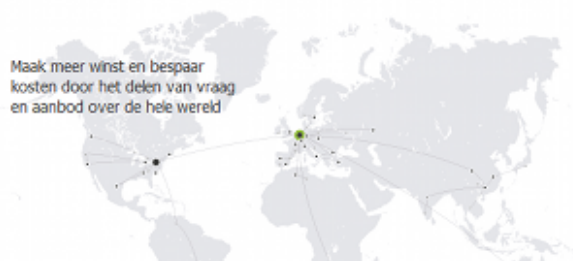 Maak meer winst en bespaar
kosten door het delen van vraag
en aanbod over de hele wereld